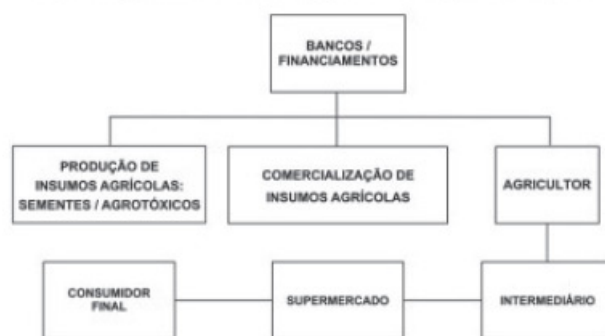 BANCOS /
FINANCIAMENTOS
PRODUÇÃO DE
INSUMOS AGRÍCOLAS:
SEMENTES / AGROTÓXICOS
COMERCIALIZAÇÃO DE
INSUMOS AGRÍCOLAS
AGRICULTOR
CONSUMIDOR
FINAL
SUPERMERCADO
INTERMEDIÁRIO